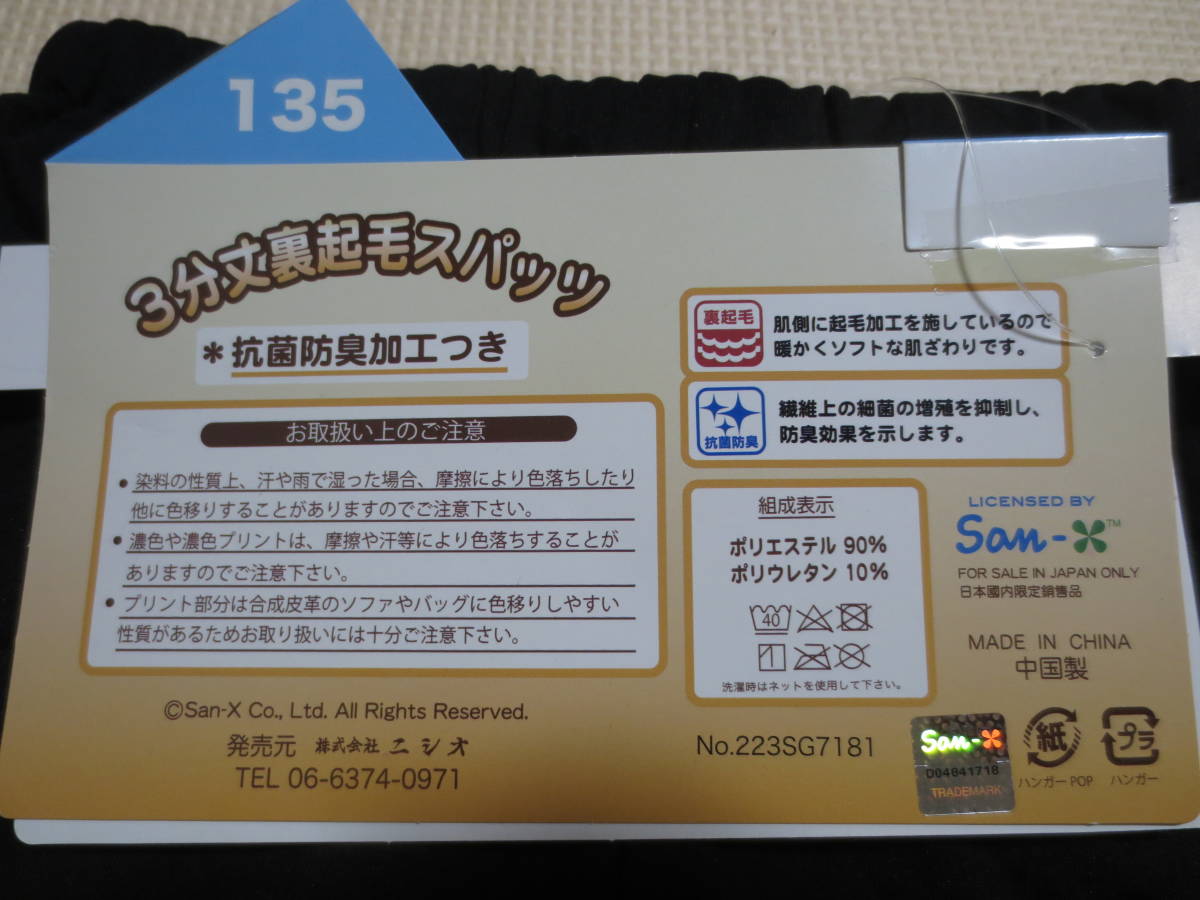 135
3分丈裏起毛スパッツ
＊抗菌防臭加工つき
お取扱い上のご注意
● 染料の性質上、汗や雨で湿った場合、摩擦により色落ちしたり
他に色移りすることがありますのでご注意下さい。
● 濃色や濃色プリントは、摩擦や汗等により色落ちすることが
ありますのでご注意下さい。
● プリント部分は合成皮革のソファやバッグに色移りしやすい
性質があるためお取り扱いには十分ご注意下さい。
裏起毛
肌側に起毛加工を施しているので
暖かくソフトな肌ざわりです。
抗菌防臭
繊維上の細菌の増殖を抑制し、
防臭効果を示します。
組成表示
ポリエステル 90%
ポリウレタン 10%
40
洗濯時はネットを使用して下さい。
LICENSED BY
San-X™
FOR SALE IN JAPAN ONLY
日本國内限定銷售品
MADE IN CHINA
中国製
©San-X Co., Ltd. All Rights Reserved.
発売元 株式会社 ニシオ
TEL 06-6374-0971
No.223SG7181
San-X
D04841718
TRADEMARK
紙
ハンガーPOP
プラ
ハンガー